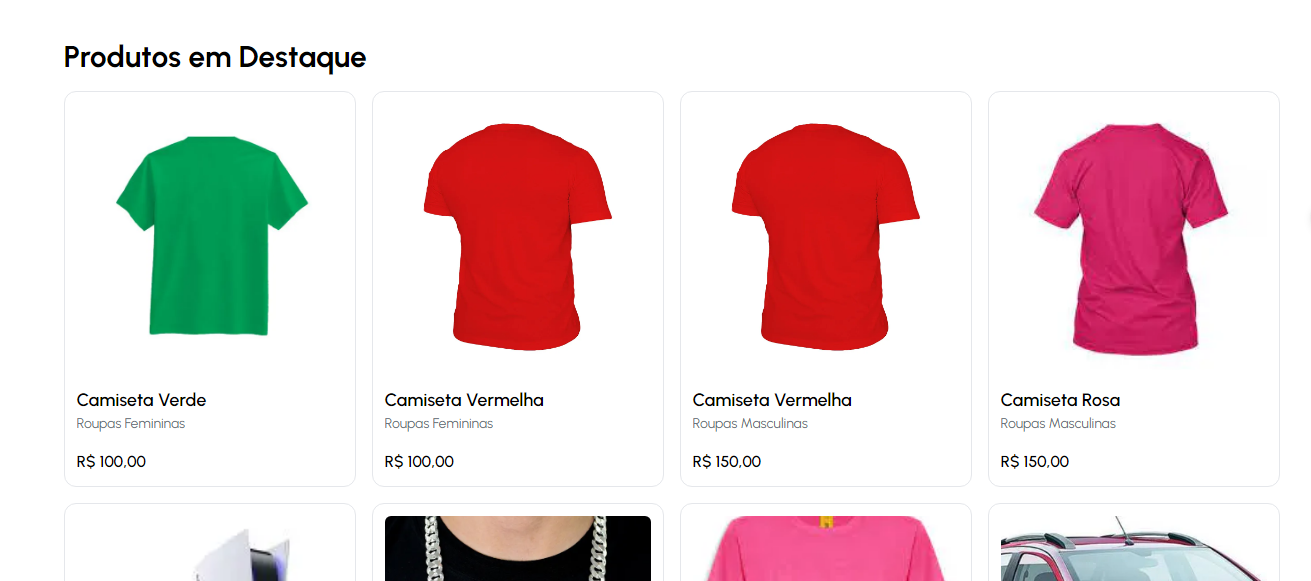 Produtos em Destaque
Camiseta Verde
Roupas Femininas
R$ 100,00
Camiseta Vermelha
Roupas Femininas
R$ 100,00
Camiseta Vermelha
Roupas Masculinas
R$ 150,00
Camiseta Rosa
Roupas Masculinas
R$ 150,00